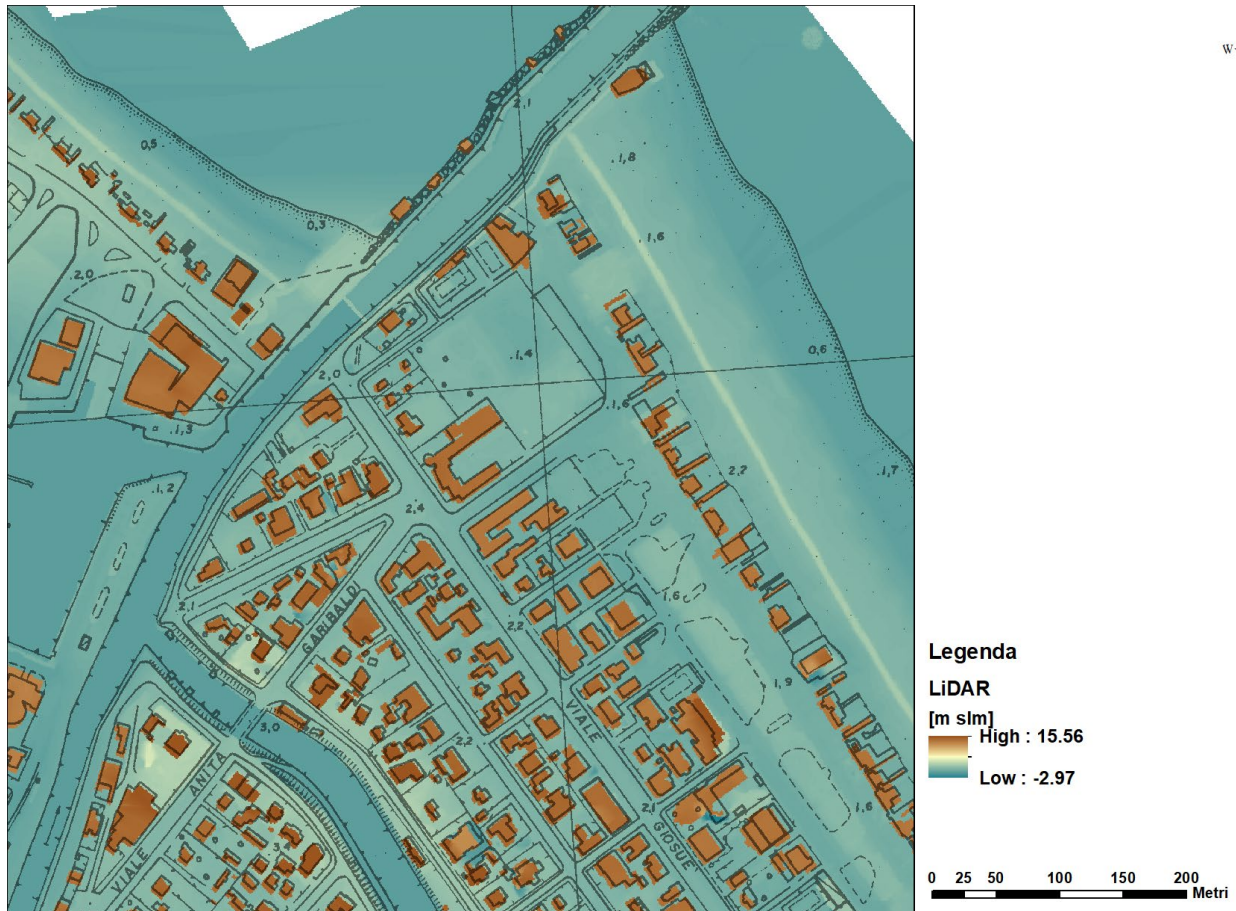 W
2,1
0,5
.1,8
0,3
.1,6
2,0
.1,4
0,6
2,0
.1,6
.1,3
2,2
.1,7
.1,2
2,4
1,6
2,1
GARIBALD
2,2
1,9
VIALE
3,0
2,2
ANITA
1,6
2,1
GIOSUE
VIALE
Legenda
LiDAR
[m slm]
High : 15.56
Low : -2.97
0 25 50 100 150 200
Metri